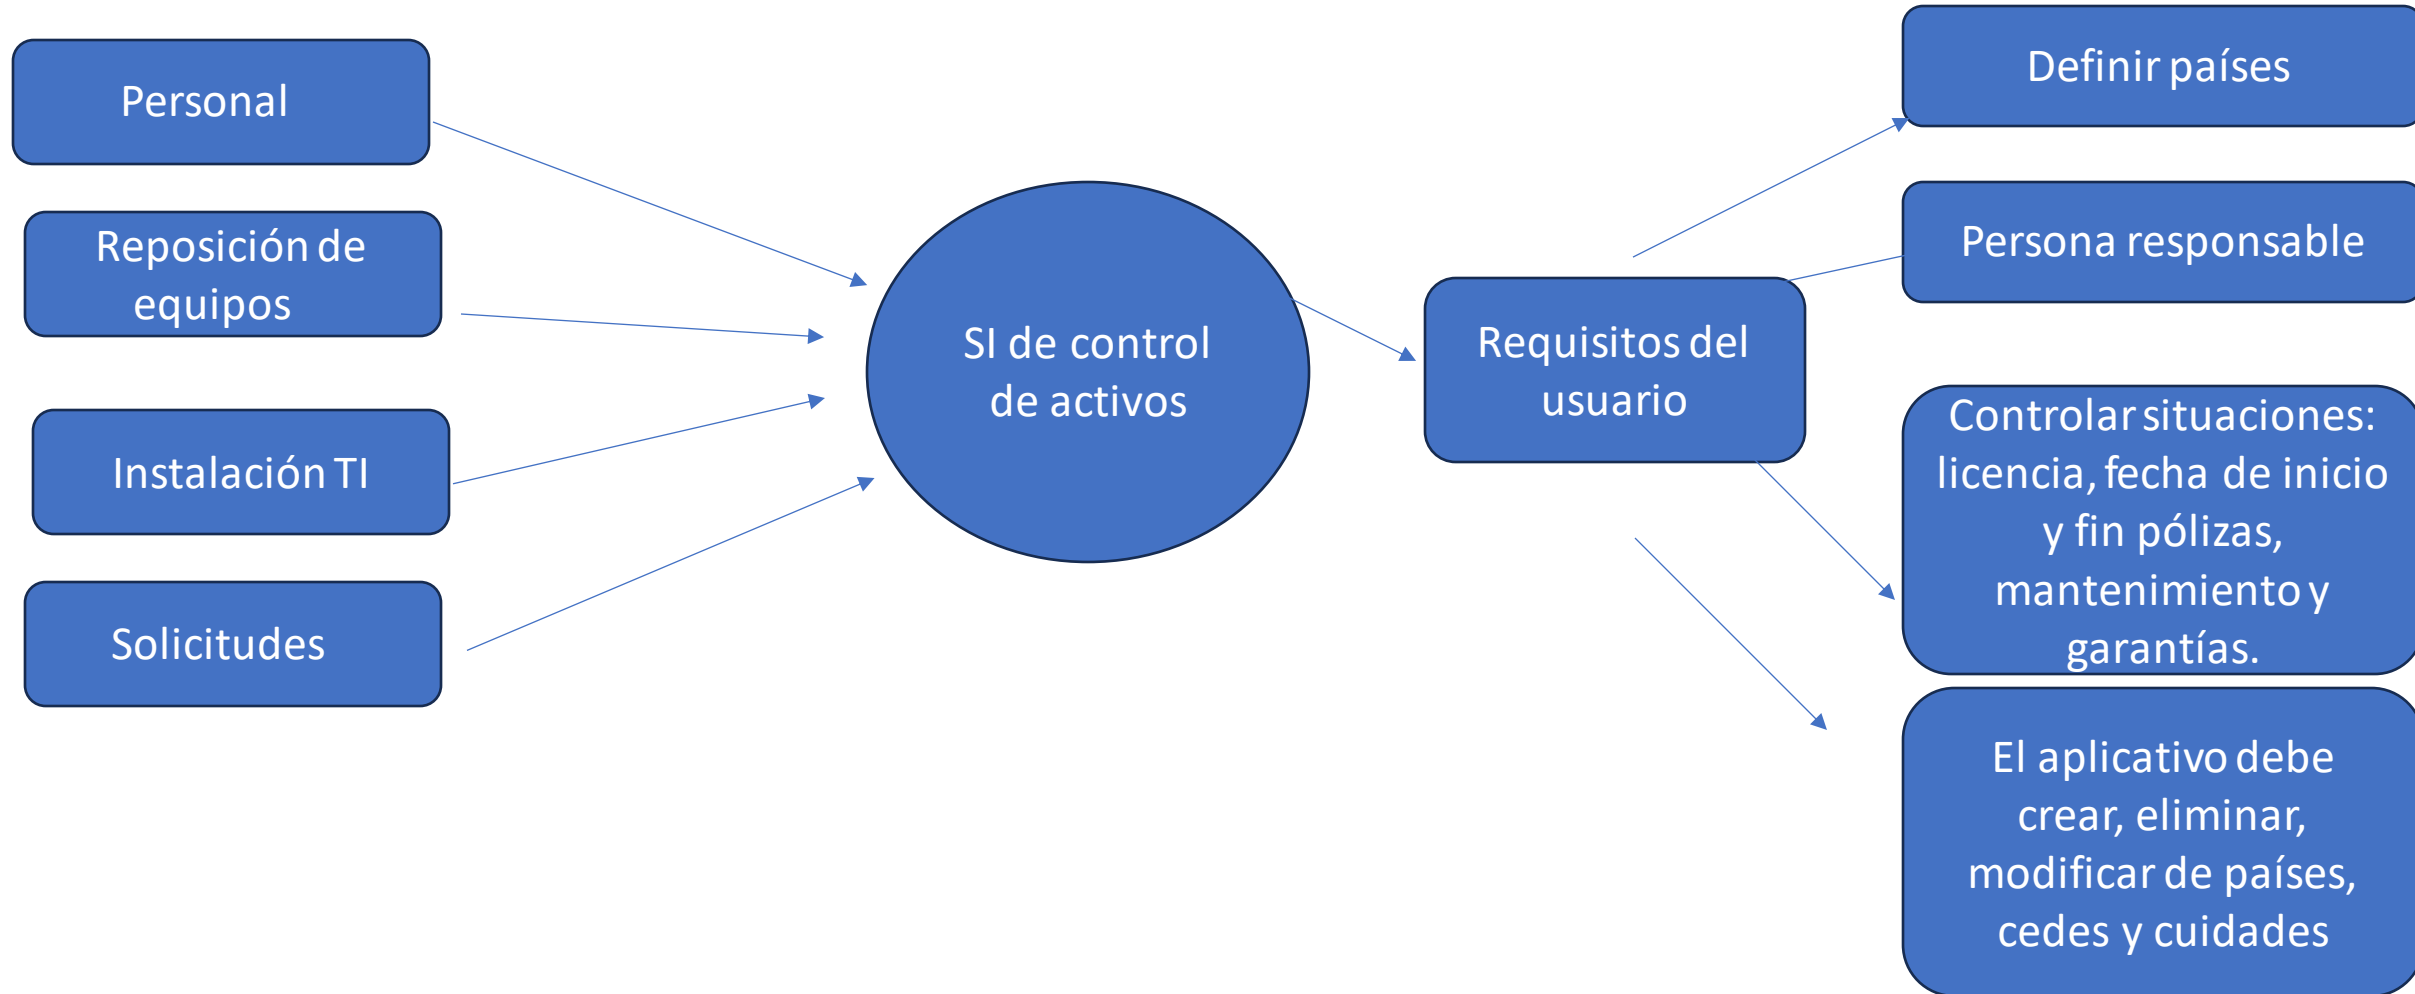 Personal
Reposición de
equipos
Instalación TI
Solicitudes
SI de control
de activos
Requisitos del
usuario
Definir países
Persona responsable
Controlar situaciones:
licencia, fecha de inicio
y fin pólizas,
mantenimiento y
garantías.
El aplicativo debe
crear, eliminar,
modificar de países,
cedes y cuidades